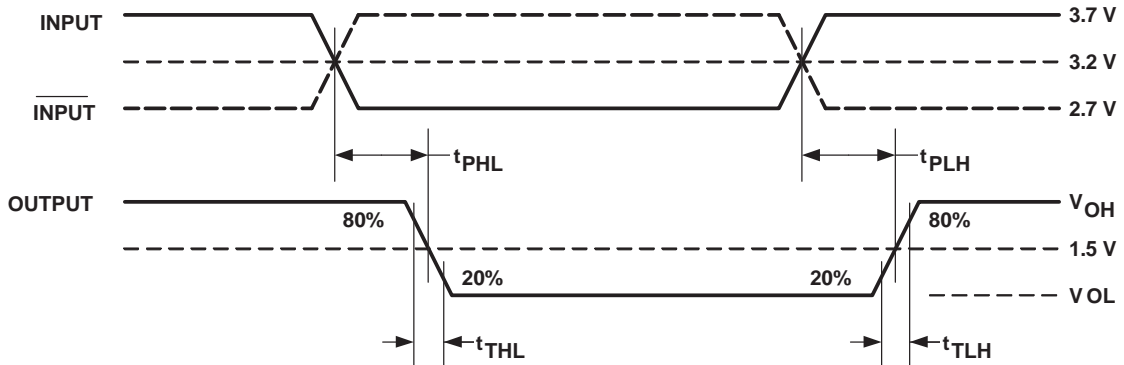 INPUT
3.7 V
3.2 V
INPUT
2.7 V
tPHL
tPLH
OUTPUT
80%
80%
VOH
1.5 V
20%
20%
VOL
tTHL
tTLH